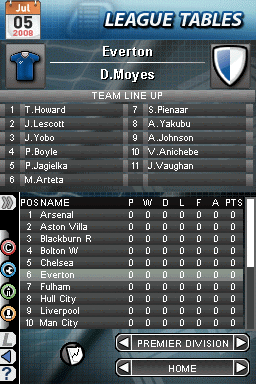 Jul
05
2008
LEAGUE TABLES
Everton
D.Moyes
TEAM LINE UP
1 T.Howard 7 S.Pienaar
2 J.Lescott 8 A.Yakubu
3 J.Yobo 9 A.Johnson
4 P.Boyle 10 V.Anichebe
5 P.Jagielka 11 J.Vaughan
6 M.Arteta
POS NAME P W D L F A PTS
1 Arsenal 0 0 0 0 0 0 0
2 Aston Villa 0 0 0 0 0 0 0
3 Blackburn R 0 0 0 0 0 0 0
4 Bolton W 0 0 0 0 0 0 0
5 Chelsea 0 0 0 0 0 0 0
6 Everton 0 0 0 0 0 0 0
7 Fulham 0 0 0 0 0 0 0
8 Hull City 0 0 0 0 0 0 0
9 Liverpool 0 0 0 0 0 0 0
10 Man City 0 0 0 0 0 0 0
PREMIER DIVISION
HOME
?